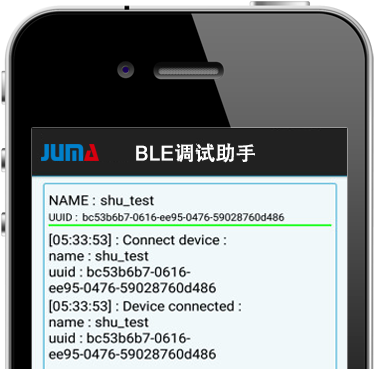 JUMA BLE调试助手
NAME : shu_test
UUID : bc53b6b7-0616-ee95-0476-59028760d486
[05:33:53] : Connect device :
name : shu_test
uuid : bc53b6b7-0616-
ee95-0476-59028760d486
[05:33:53] : Device connected :
name : shu_test
uuid : bc53b6b7-0616-
ee95-0476-59028760d486